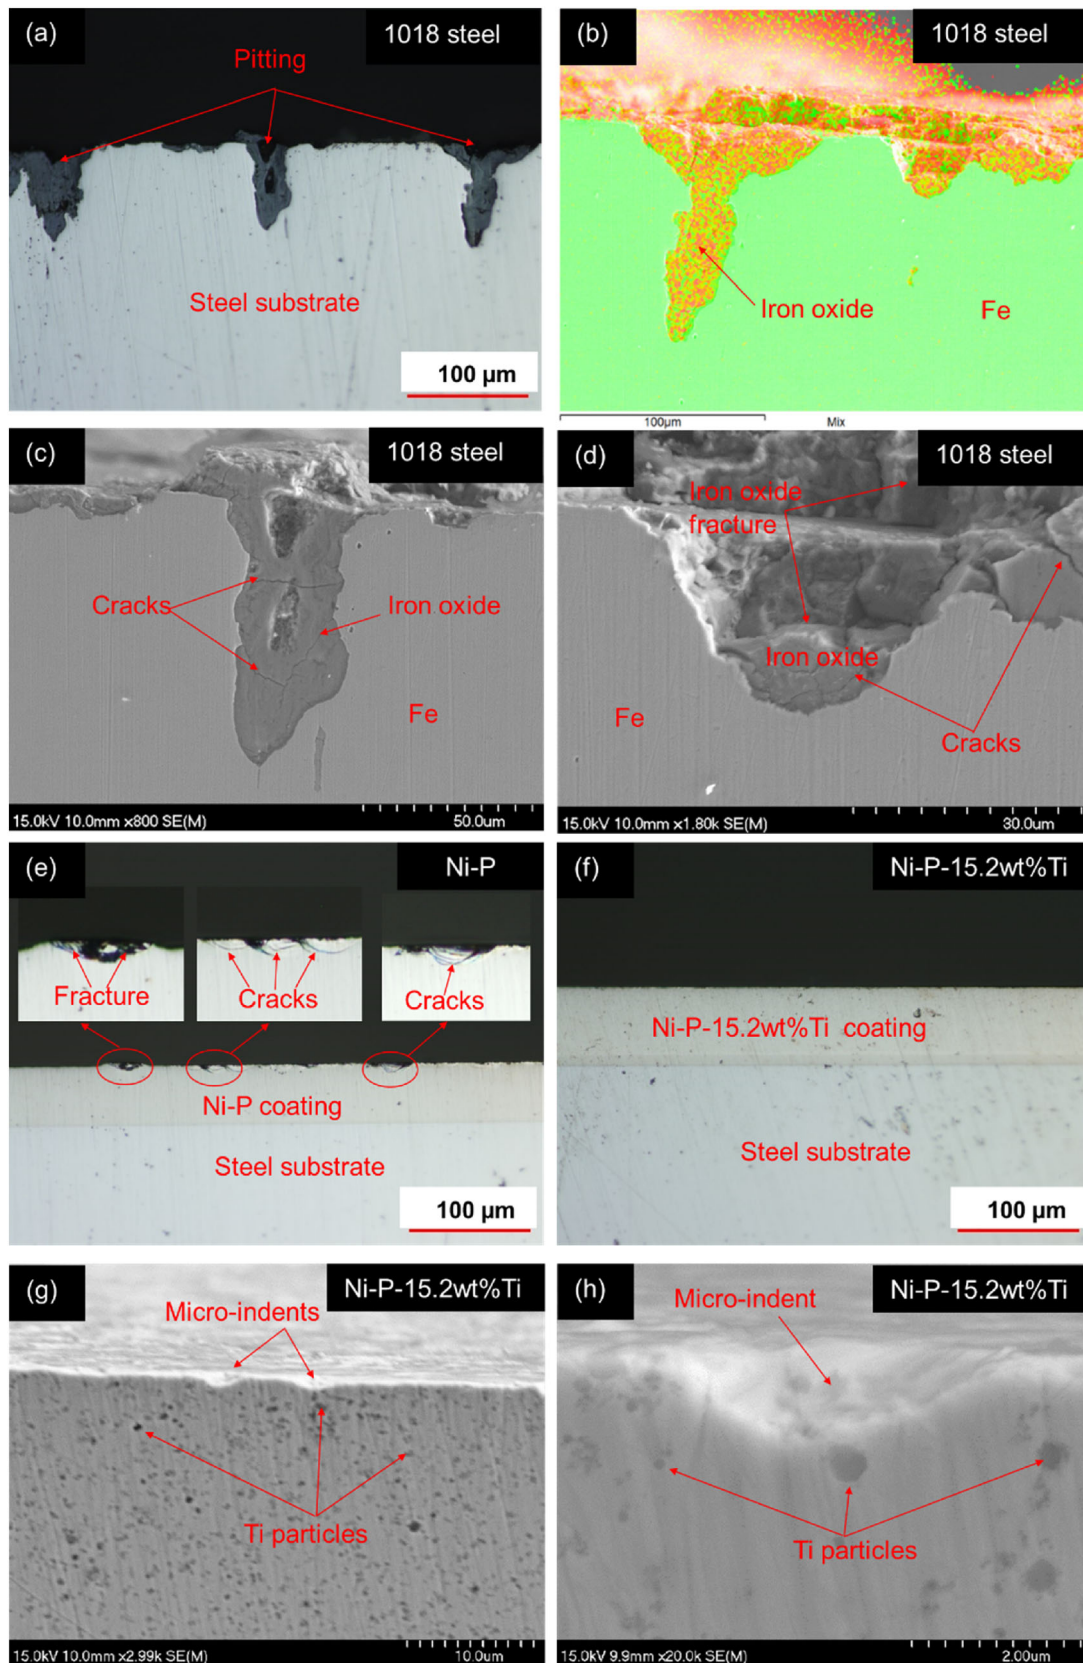 (a)
1018 steel
Pitting
Steel substrate
100 µm
(b)
1018 steel
Iron oxide
Fe
100µm
Mix
(c)
1018 steel
Cracks
Iron oxide
Fe
15.0kV 10.0mm x800 SE(M)
50.0um
(d)
1018 steel
Iron oxide
fracture
Iron oxide
Fe
Cracks
15.0kV 10.0mm x1.80k SE(M)
30.0um
(e)
Ni-P
Fracture
Cracks
Cracks
Ni-P coating
Steel substrate
100 µm
(f)
Ni-P-15.2wt%Ti
Ni-P-15.2wt%Ti coating
Steel substrate
100 µm
(g)
Ni-P-15.2wt%Ti
Micro-indents
Ti particles
15.0kV 10.0mm x2.99k SE(M)
10.0um
(h)
Ni-P-15.2wt%Ti
Micro-indent
Ti particles
15.0kV 9.9mm x20.0k SE(M)
2.00um